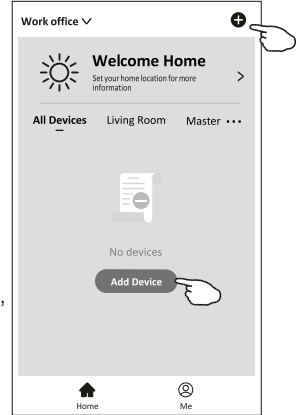 Work office
Welcome Home
Set your home location for more
information
All Devices Living Room Master
No devices
Add Device
,
Home Me